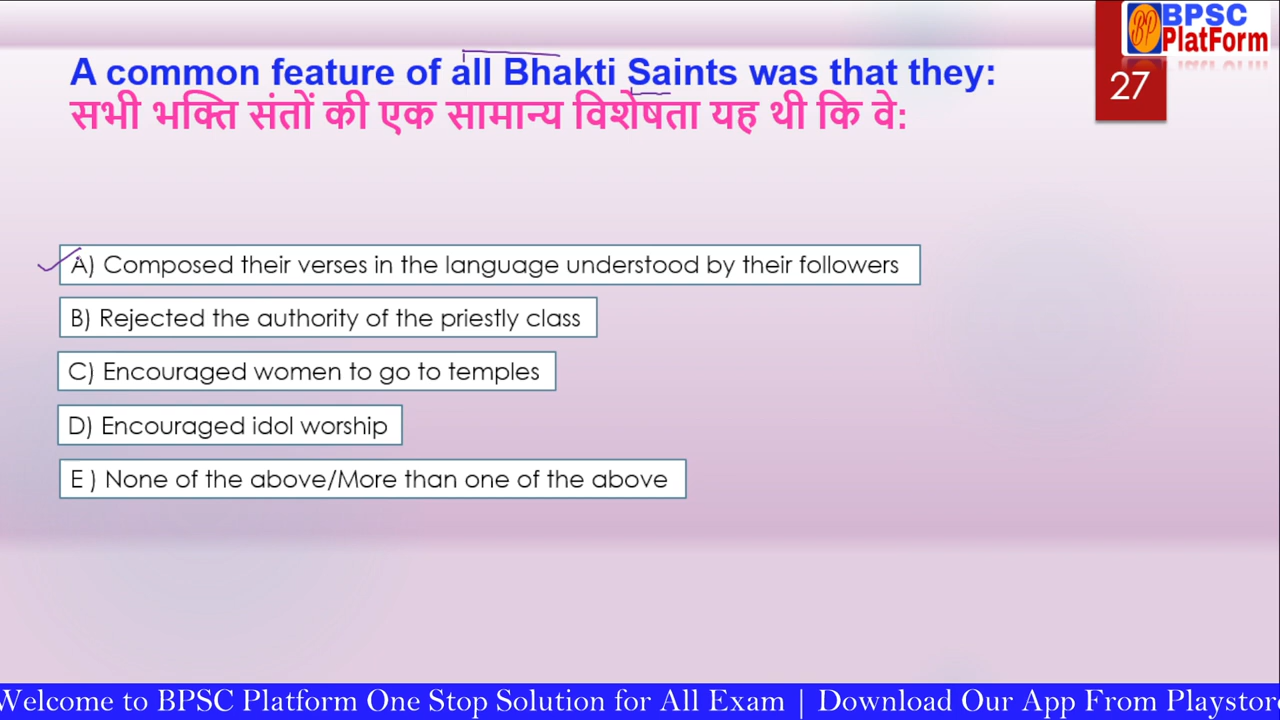 BPSC
PlatForm
BP
27
A common feature of all Bhakti Saints was that they:
सभी भक्ति संतों की एक सामान्य विशेषता यह थी कि वे:
A) Composed their verses in the language understood by their followers
B) Rejected the authority of the priestly class
C) Encouraged women to go to temples
D) Encouraged idol worship
E ) None of the above/More than one of the above
Welcome to BPSC Platform One Stop Solution for All Exam | Download Our App From Playstor